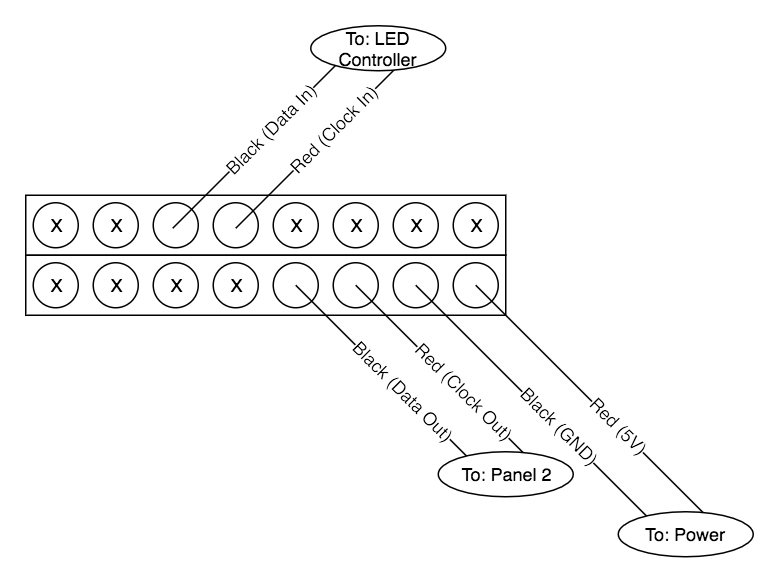 To: LED
Controller
Black (Data In)
Red (Clock In)
X X X X X X
X X X X
Black (Data Out)
Red (Clock Out)
Black (GND)
Red (5V)
To: Panel 2
To: Power